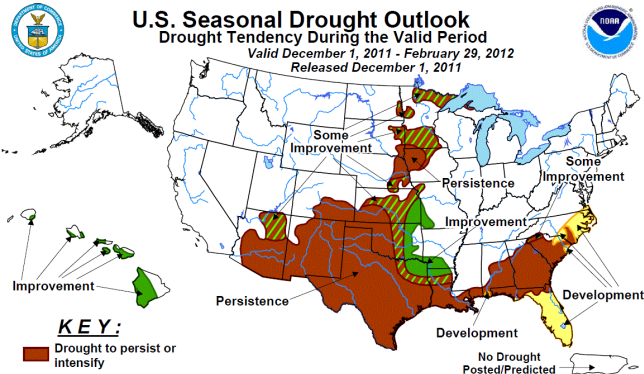 U.S. Seasonal Drought Outlook
Drought Tendency During the Valid Period
Valid December 1, 2011 - February 29, 2012
Released December 1, 2011
NOAA
Some
Improvement
Some
Improvement
Persistence
Improvement
Improvement
Persistence
Development
Development
No Drought
Posted/Predicted
KEY:
Drought to persist or
intensify